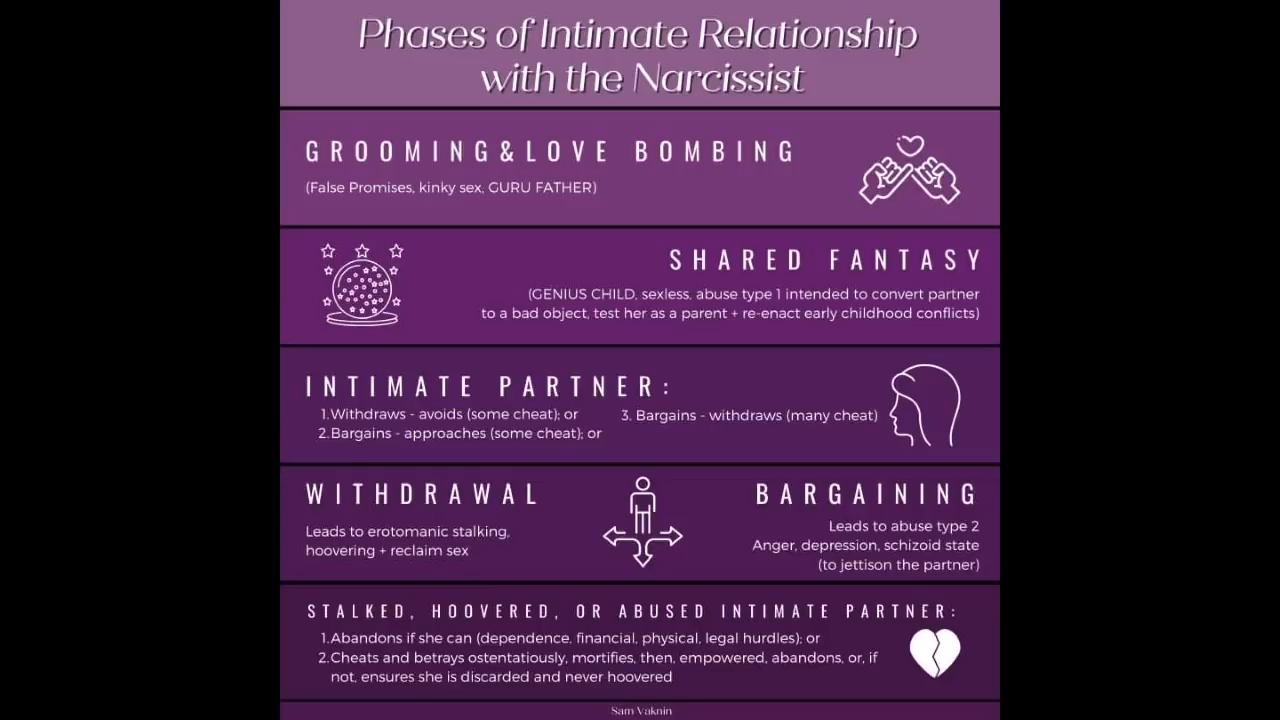 Phases of Intimate Relationship
with the Narcissist
GROOMING&LOVE BOMBING
(False Promises, kinky sex, GURU FATHER)
SHARED FANTASY
(GENIUS CHILD, sexless, abuse type 1 intended to convert partner
to a bad object, test her as a parent + re-enact early childhood conflicts)
INTIMATE PARTNER:
1.Withdraws - avoids (some cheat); or
2.Bargains - approaches (some cheat); or
3. Bargains - withdraws (many cheat)
WITHDRAWAL
Leads to erotomanic stalking,
hoovering + reclaim sex
BARGAINING
Leads to abuse type 2
Anger, depression, schizoid state
(to jettison the partner)
STALKED, HOOVERED, OR ABUSED INTIMATE PARTNER:
1.Abandons if she can (dependence, financial, physical, legal hurdles); or
2.Cheats and betrays ostentatiously, mortifies, then, empowered, abandons, or, if
not, ensures she is discarded and never hoovered
Sam Vaknin